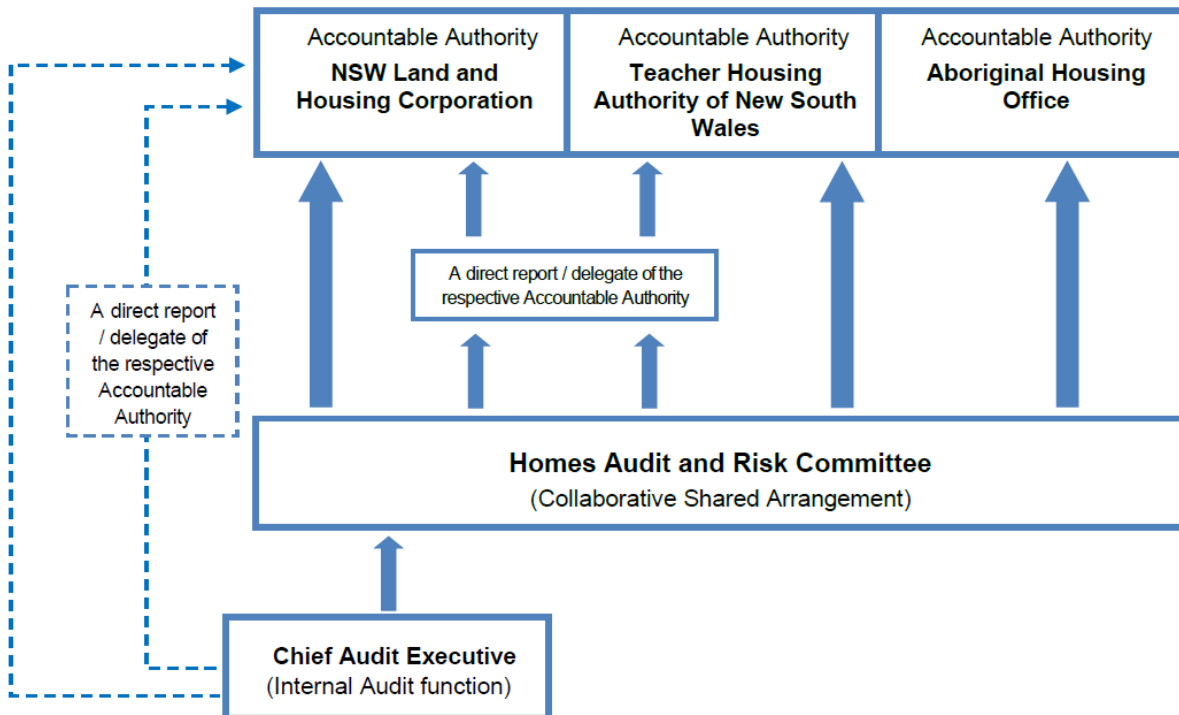 Accountable Authority
NSW Land and
Housing Corporation
Accountable Authority
Teacher Housing
Authority of New South
Wales
Accountable Authority
Aboriginal Housing
Office
A direct report / delegate of the
respective Accountable Authority
A direct report
/ delegate of
the respective
Accountable
Authority
Homes Audit and Risk Committee
(Collaborative Shared Arrangement)
Chief Audit Executive
(Internal Audit function)